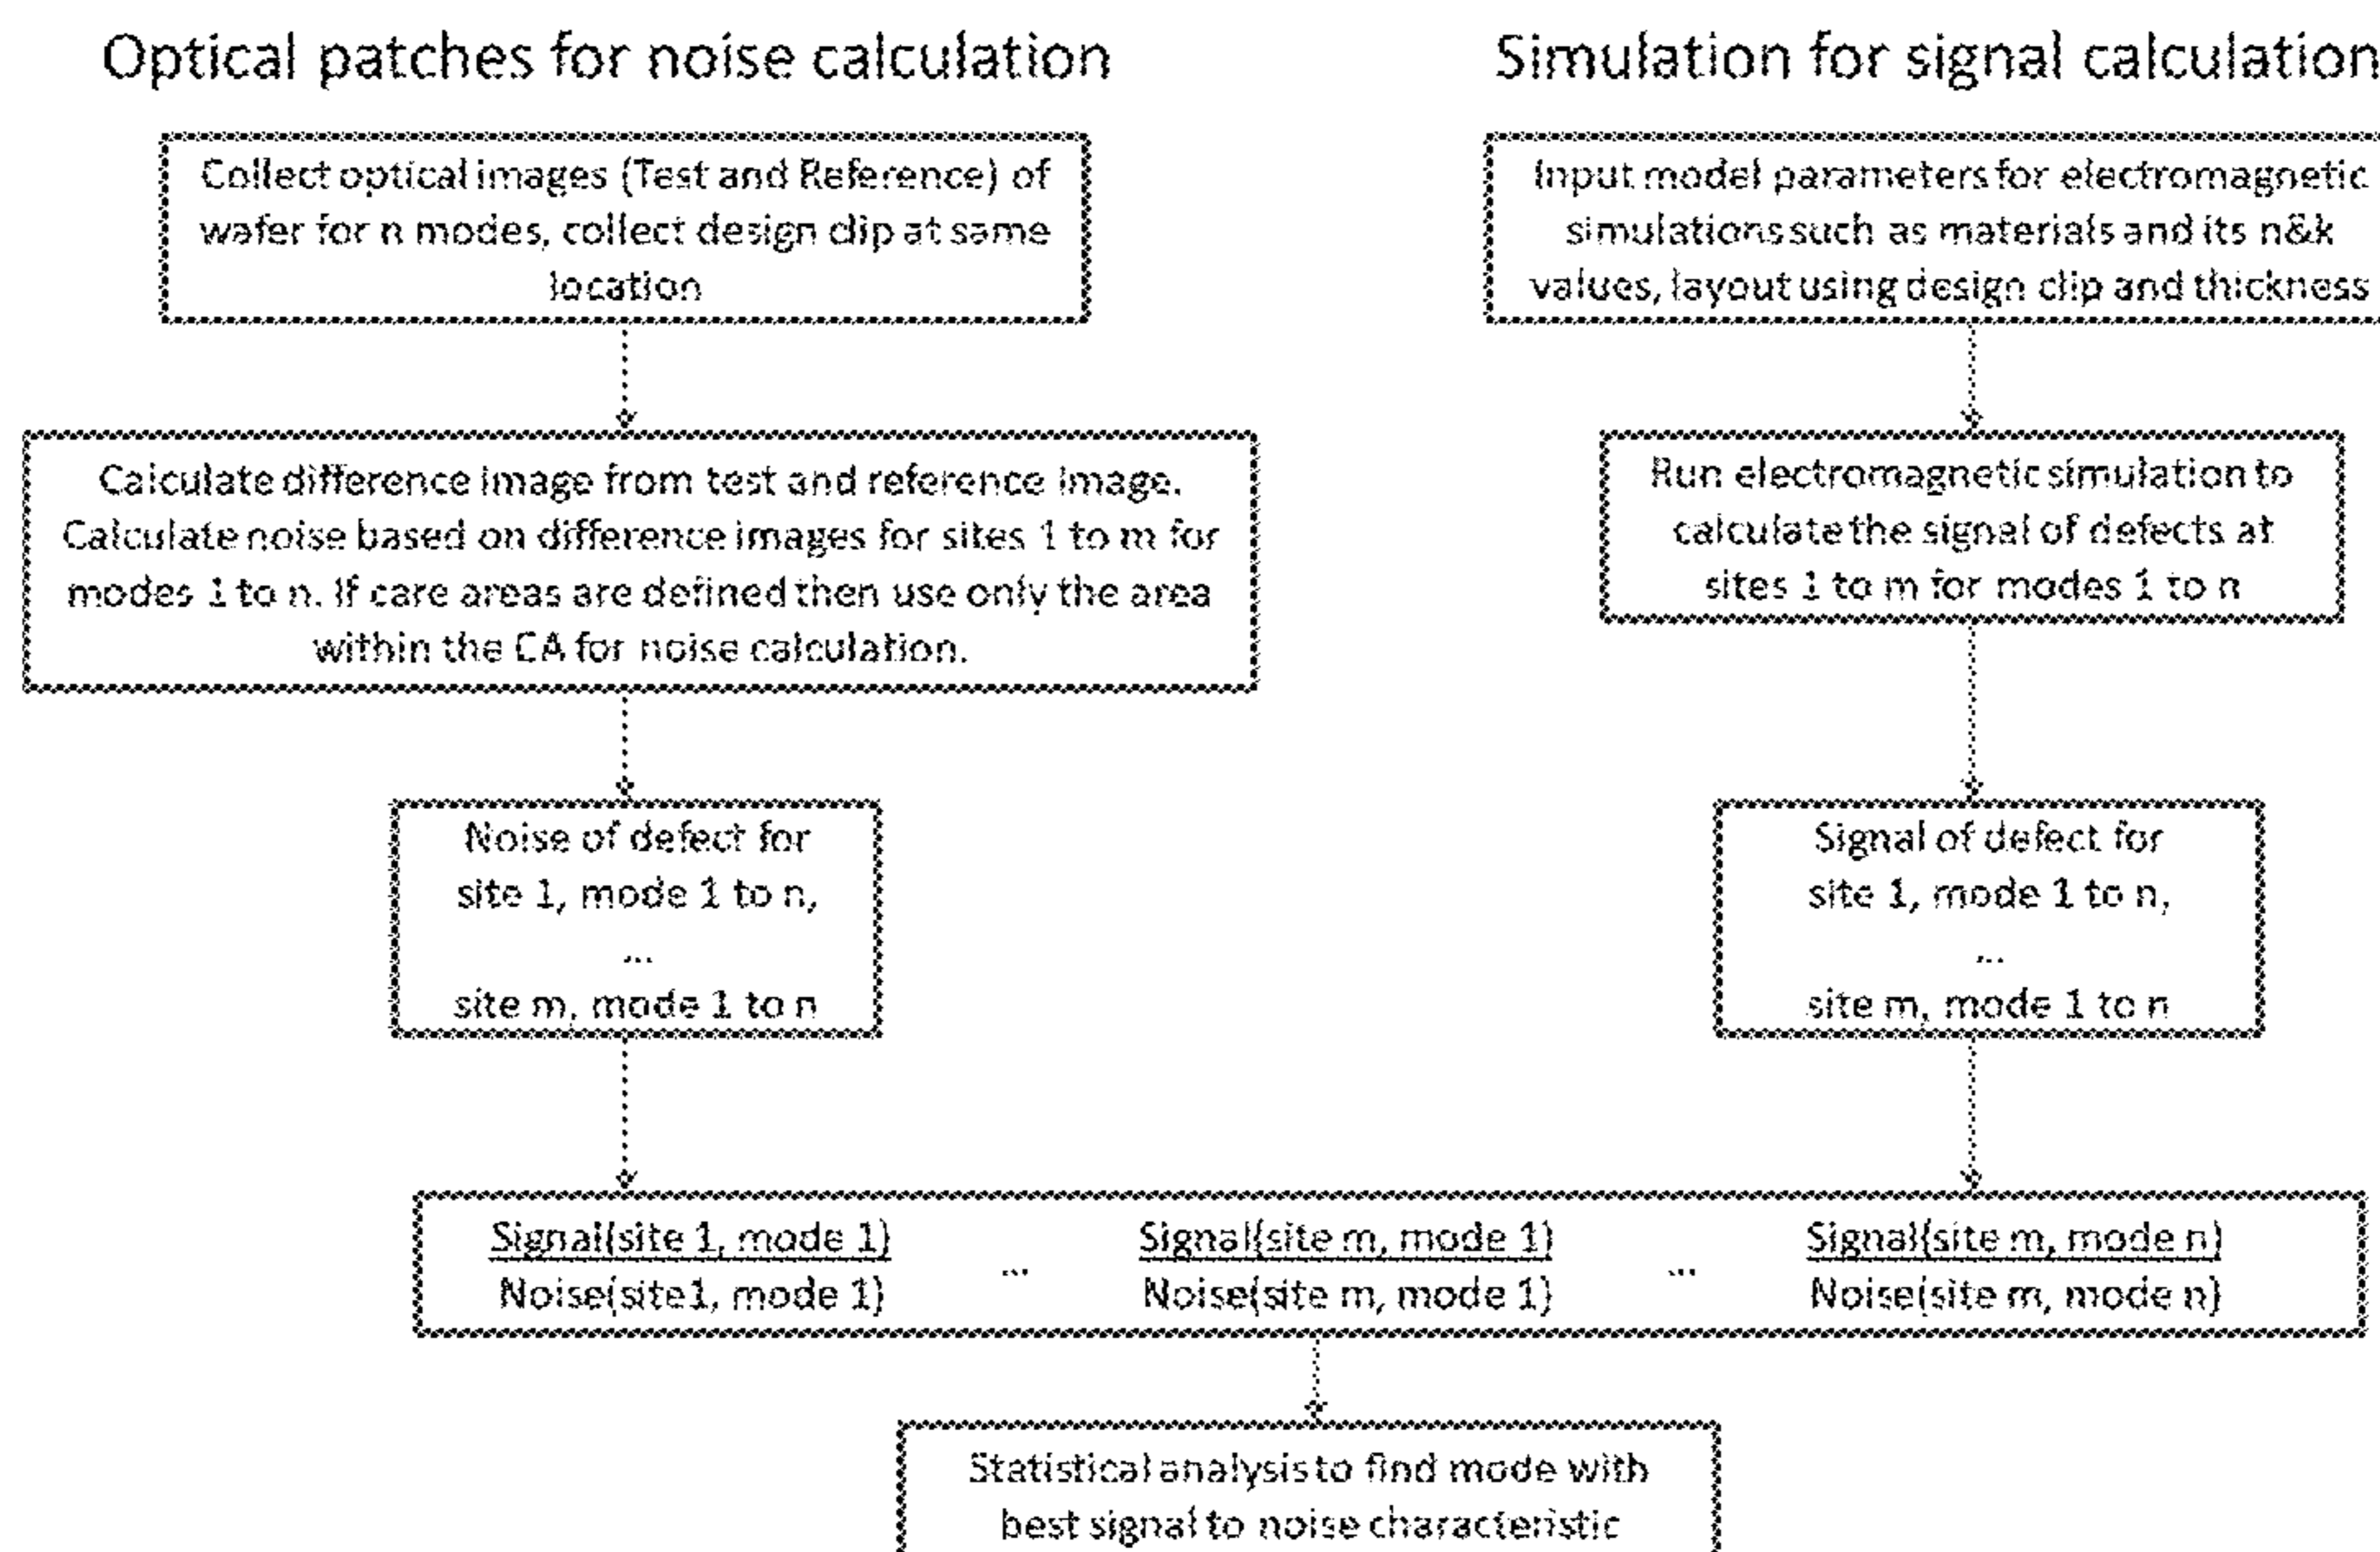 Optical patches for noise calculation
Collect optical images (Test and Reference) of
wafer for n modes, collect design clip at same
location
Calculate difference image from test and reference image.
Calculate noise based on difference images for sites 1 to m for
modes 1 to n. If care areas are defined then use only the area
within the CA for noise calculation.
Noise of defect for
site 1, mode 1 to n,
...
site m, mode 1 to n
Simulation for signal calculation
Input model parameters for electromagnetic
simulations such as materials and its n&k
values, layout using design clip and thickness
Run electromagnetic simulation to
calculate the signal of defects at
sites 1 to m for modes 1 to n
Signal of defect for
site 1, mode 1 to n,
...
site m, mode 1 to n
Signal(site 1, mode 1)
Noise(site1, mode 1)
...
Signal(site m, mode 1)
Noise(site m, mode 1)
...
Signal(site m, mode n)
Noise(site m, mode n)
Statistical analysis to find mode with
best signal to noise characteristic